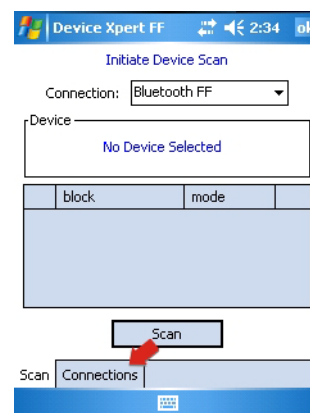 Device Xpert FF 2:34 ok
Initiate Device Scan
Connection: Bluetooth FF
Device
No Device Selected
block mode
Scan
Scan Connections